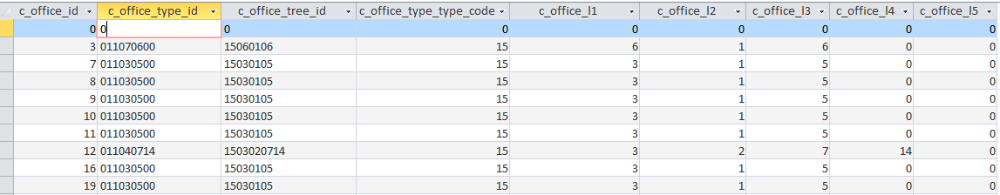 c_office_id c_office_type_id c_office_tree_id c_office_type_type_code c_office_l1 c_office_l2 c_office_l3 c_office_l4 c_office_l5
0 0 0 0 0 0 0 0 0
3 011070600 15060106 15 6 1 6 0 0
7 011030500 15030105 15 3 1 5 0 0
8 011030500 15030105 15 3 1 5 0 0
9 011030500 15030105 15 3 1 5 0 0
10 011030500 15030105 15 3 1 5 0 0
11 011030500 15030105 15 3 1 5 0 0
12 011040714 1503020714 15 3 2 7 14 0
16 011030500 15030105 15 3 1 5 0 0
19 011030500 15030105 15 3 1 5 0 0